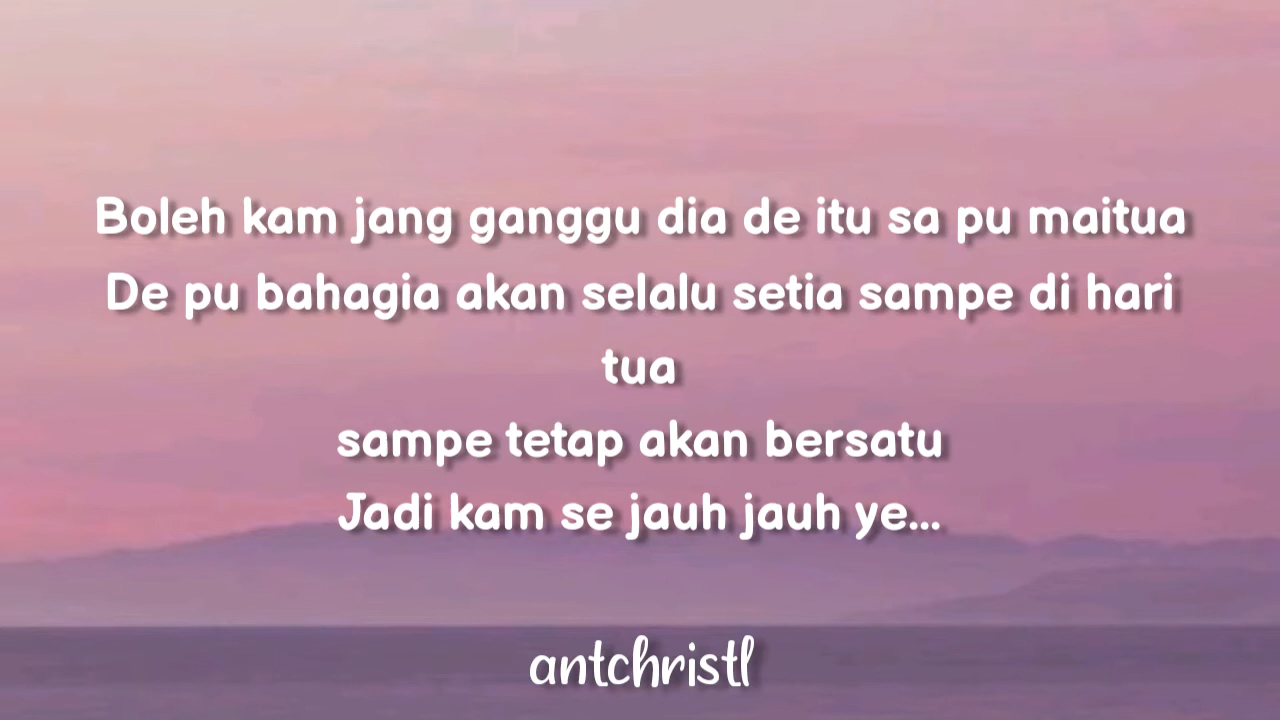 Boleh kam jang ganggu dia de itu sa pu maitua
De pu bahagia akan selalu setia sampe di hari
tua
sampe tetap akan bersatu
Jadi kam se jauh jauh ye...
antchristl